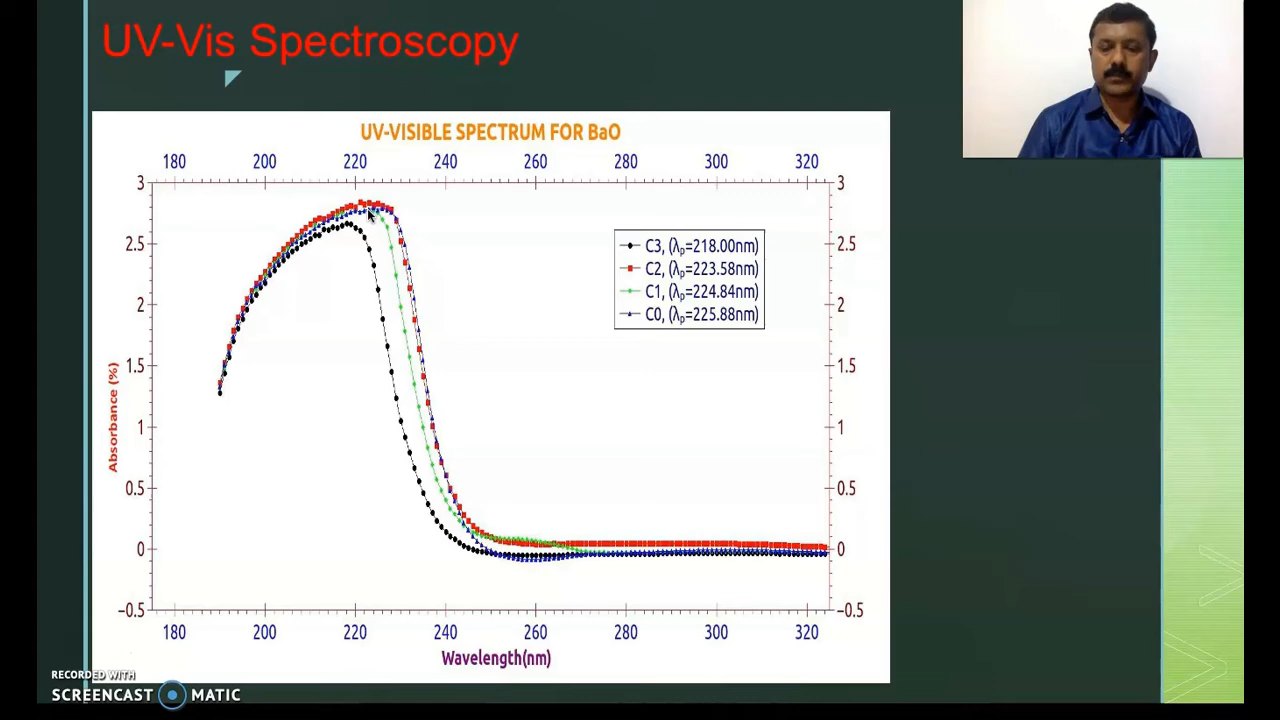 UV-Vis Spectroscopy
UV-VISIBLE SPECTRUM FOR BaO
180 200 220 240 260 280 300 320
3 3
2.5 2.5
2 2
1.5 1.5
1 1
0.5 0.5
0 0
−0.5 −0.5
C3, (λp=218.00nm)
C2, (λp=223.58nm)
C1, (λp=224.84nm)
C0, (λp=225.88nm)
Absorbance (%)
180 200 220 240 260 280 300 320
Wavelength(nm)
RECORDED WITH
SCREENCAST MATIC